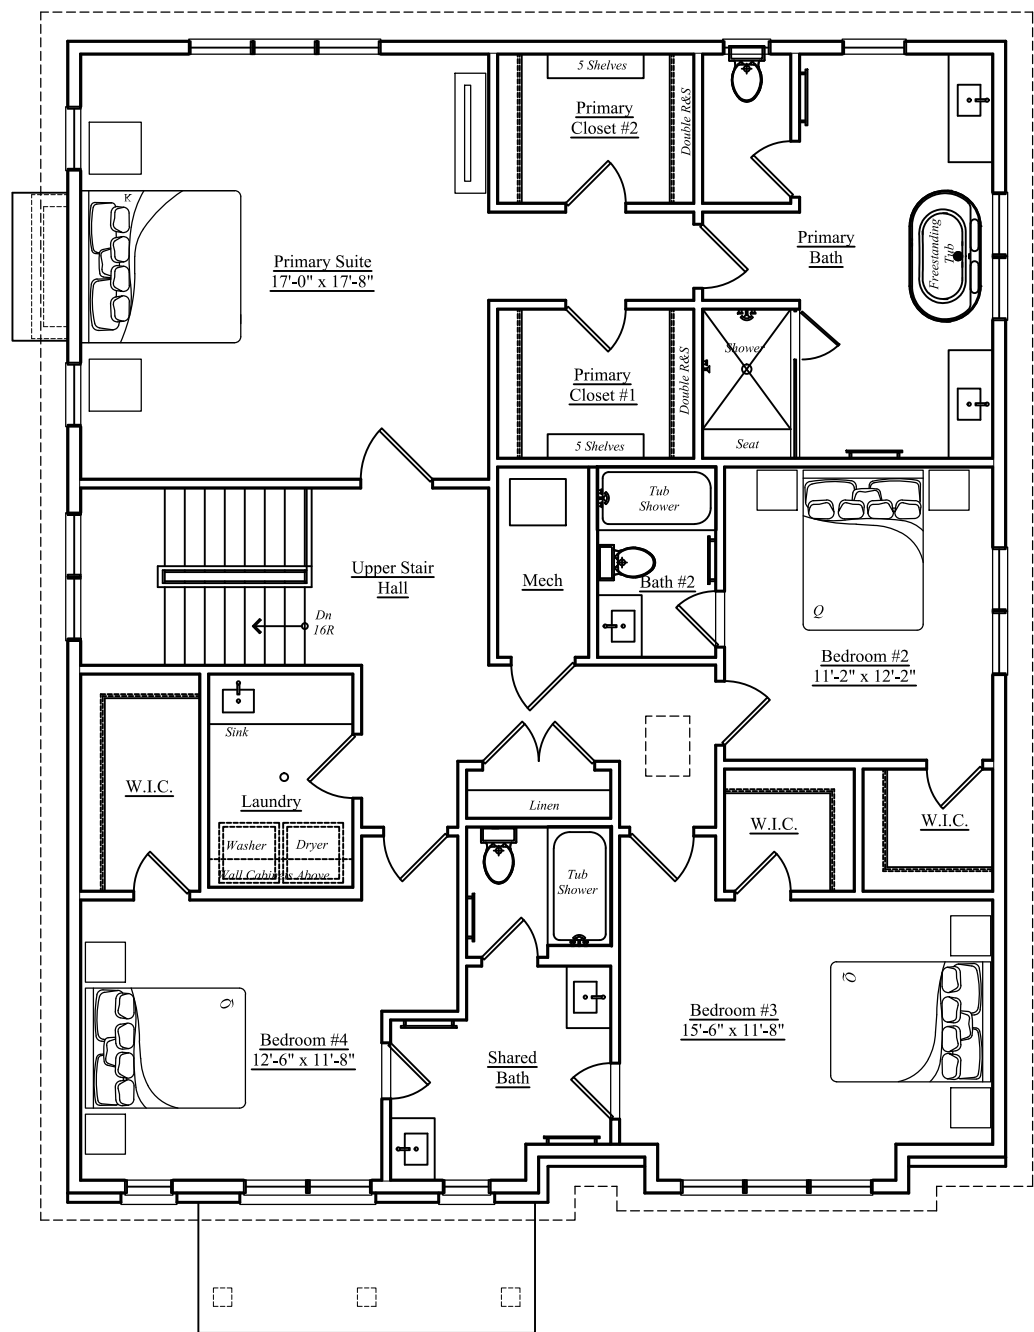 5 Shelves
Primary
Closet #2
Double R&S
K
Primary Suite
17'-0" x 17'-8"
Primary
Bath
Freestanding
Tub
Primary
Closet #1
Double R&S
5 Shelves
Shower
Seat
Tub
Shower
Upper Stair
Hall
Mech
Bath #2
Q
Dn
16R
Bedroom #2
11'-2" x 12'-2"
Sink
W.I.C.
Laundry
Linen
W.I.C.
W.I.C.
Washer
Dryer
Wall Cabinets Above
Tub
Shower
Q
Q
Bedroom #4
12'-6" x 11'-8"
Shared
Bath
Bedroom #3
15'-6" x 11'-8"